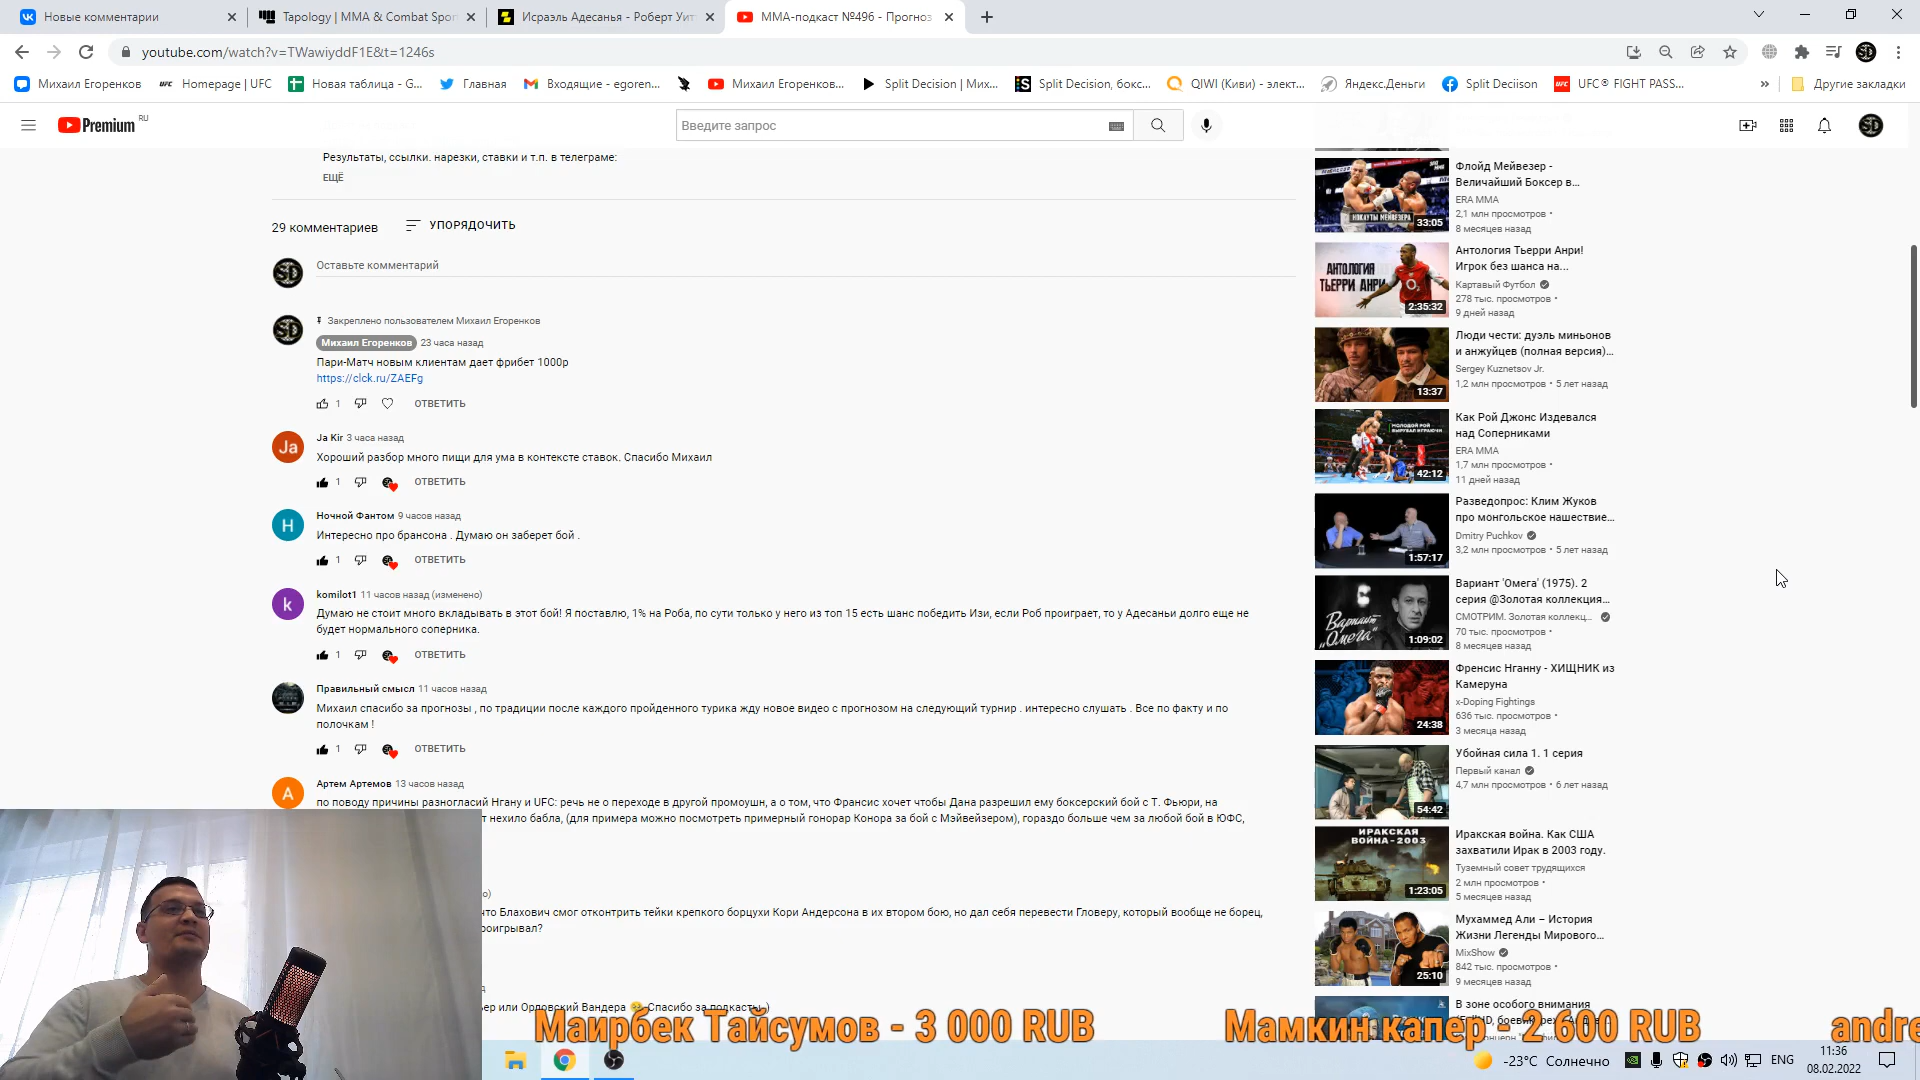 Новые комментарии
Tapology | MMA & Combat Spor
Исраэль Адесанья - Роберт Уит
ММА-подкаст №496 - Прогноз
youtube.com/watch?v=TWawiyddF1E&t=1246s
Михаил Егоренков
Homepage | UFC
Новая таблица - G...
Главная
Входящие - egoren...
Михаил Егоренков...
Split Decision | Мих...
Split Decision, бокс...
QIWI (Киви) - элект...
Яндекс.Деньги
Split Deciison
UFC® FIGHT PASS...
»
Другие закладки
Premium RU
Введите запрос
Результаты, ссылки. нарезки, ставки и т.п. в телеграме:
ЕЩЁ
29 комментариев
УПОРЯДОЧИТЬ
Оставьте комментарий
Закреплено пользователем Михаил Егоренков
Михаил Егоренков 23 часа назад
Пари-Матч новым клиентам дает фрибет 1000р
https://clck.ru/ZAEFg
1 ОТВЕТИТЬ
Ja
Ja Kir 3 часа назад
Хороший разбор много пищи для ума в контексте ставок. Спасибо Михаил
1 ОТВЕТИТЬ
Н
Ночной Фантом 9 часов назад
Интересно про брансона . Думаю он заберет бой .
1 ОТВЕТИТЬ
k
komilot1 11 часов назад (изменено)
Думаю не стоит много вкладывать в этот бой! Я поставлю, 1% на Роба, по сути только у него из топ 15 есть шанс победить Изи, если Роб проиграет, то у Адесаньи долго еще не
будет нормального соперника.
1 ОТВЕТИТЬ
Правильный смысл 11 часов назад
Михаил спасибо за прогнозы , по традиции после каждого пройденного турика жду новое видео с прогнозом на следующий турнир . интересно слушать . Все по факту и по
полочкам !
1 ОТВЕТИТЬ
А
Артем Артемов 13 часов назад
по поводу причины разногласий Нгану и UFC: речь не о переходе в другой промоушн, а о том, что Франсис хочет чтобы Дана разрешил ему боксерский бой с Т. Фьюри, на
т нехило бабла, (для примера можно посмотреть примерный гонорар Конора за бой с Мэйвейзером), гораздо больше чем за любой бой в ЮФС,
о)
что Блахович смог отконтрить тейки крепкого борцухи Кори Андерсона в их втором бою, но дал себя перевести Гловеру, который вообще не борец,
роигрывал?
ьер или Орловский Вандера Спасибо за подкасты )
НОКАУТЫ МЕЙВЕЗЕРА
33:05
Флойд Мейвезер -
Величайший Боксер в...
ERA MMA
2,1 млн просмотров •
8 месяцев назад
АНТОЛОГИЯ
ТЬЕРРИ АНРИ
2:35:32
Антология Тьерри Анри!
Игрок без шанса на...
Картавый Футбол
278 тыс. просмотров •
9 дней назад
13:37
Люди чести: дуэль миньонов
и анжуйцев (полная версия)...
Sergey Kuznetsov Jr.
1,2 млн просмотров • 5 лет назад
МОЛОДОЙ РОЙ
ВЫРУБАЛ ИГРАЮЧИ
42:12
Как Рой Джонс Издевался
над Соперниками
ERA MMA
1,7 млн просмотров •
11 дней назад
1:57:17
Разведопрос: Клим Жуков
про монгольское нашествие...
Dmitry Puchkov
3,2 млн просмотров • 5 лет назад
Вариант
„Омега"
1:09:02
Вариант 'Омега' (1975). 2
серия @Золотая коллекция...
СМОТРИМ. Золотая коллекц...
70 тыс. просмотров •
8 месяцев назад
24:38
Френсис Нганну - ХИЩНИК из
Камеруна
x-Doping Fightings
636 тыс. просмотров •
3 месяца назад
54:42
Убойная сила 1. 1 серия
Первый канал
4,7 млн просмотров • 6 лет назад
ИРАКСКАЯ
ВОЙНА-2003
1:23:05
Иракская война. Как США
захватили Ирак в 2003 году.
Туземный совет трудящихся
2 млн просмотров •
5 месяцев назад
25:10
Мухаммед Али – История
Жизни Легенды Мирового...
MixShow
842 тыс. просмотров •
9 месяцев назад
В зоне особого внимания
Маирбек Тайсумов - 3 000 RUB
Мамкин капер - 2 600 RUB
andre
-23°C Солнечно
ENG
11:36
08.02.2022